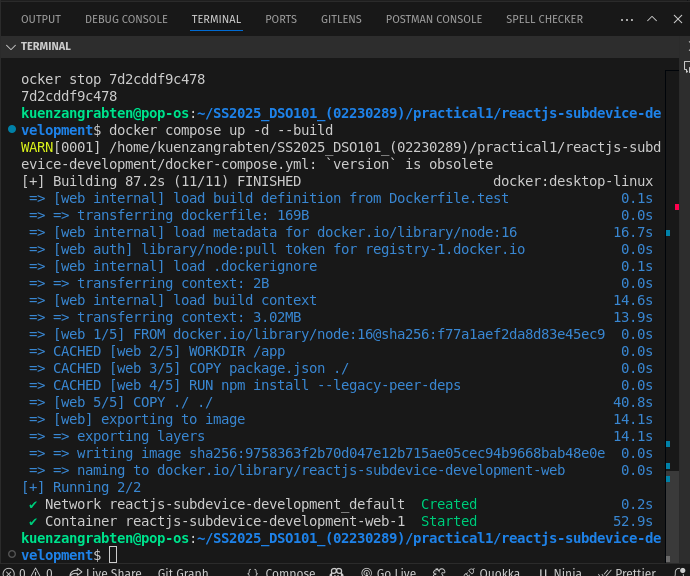 OUTPUT DEBUG CONSOLE TERMINAL PORTS GITLENS POSTMAN CONSOLE SPELL CHECKER
TERMINAL
ocker stop 7d2cddf9c478
7d2cddf9c478
kuenzangrabten@pop-os:~/SS2025_DSO101_(02230289)/practical1/reactjs-subdevice-de
velopment$ docker compose up -d --build
WARN[0001] /home/kuenzangrabten/SS2025_DSO101_(02230289)/practical1/reactjs-subd
evice-development/docker-compose.yml: `version` is obsolete
[+] Building 87.2s (11/11) FINISHED docker:desktop-linux
=> [web internal] load build definition from Dockerfile.test 0.1s
=> => transferring dockerfile: 169B 0.0s
=> [web internal] load metadata for docker.io/library/node:16 16.7s
=> [web auth] library/node:pull token for registry-1.docker.io 0.0s
=> [web internal] load .dockerignore 0.1s
=> => transferring context: 2B 0.0s
=> [web internal] load build context 14.6s
=> => transferring context: 3.02MB 13.9s
=> [web 1/5] FROM docker.io/library/node:16@sha256:f77a1aef2da8d83e45ec9 0.0s
=> CACHED [web 2/5] WORKDIR /app 0.0s
=> CACHED [web 3/5] COPY package.json ./ 0.0s
=> CACHED [web 4/5] RUN npm install --legacy-peer-deps 0.0s
=> [web 5/5] COPY ./ ./ 40.8s
=> [web] exporting to image 14.1s
=> => exporting layers 14.1s
=> => writing image sha256:9758363f2b70d047e12b715ae05cec94b9668bab48e0e 0.0s
=> => naming to docker.io/library/reactjs-subdevice-development-web 0.0s
[+] Running 2/2
✔ Network reactjs-subdevice-development_default Created 0.2s
✔ Container reactjs-subdevice-development-web-1 Started 52.9s
kuenzangrabten@pop-os:~/SS2025_DSO101_(02230289)/practical1/reactjs-subdevice-de
velopment$
0 0 Live Share Git Graph {} Compose Go Live Quokka Ninja Prettier